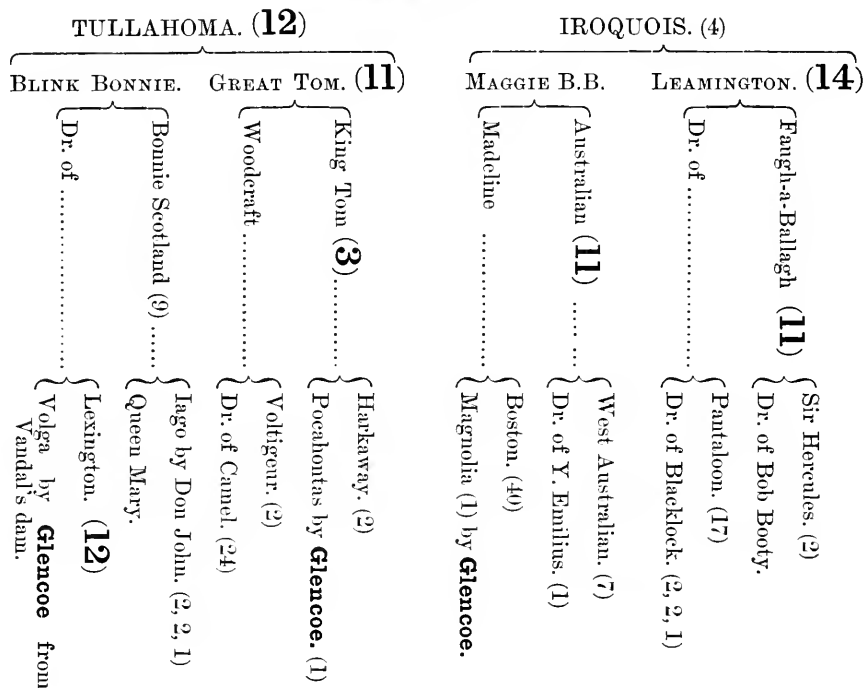 TULLAHOMA. (12)
BLINK BONNIE.
GREAT TOM. (11)
Dr. of ....................
Bonnie Scotland (9) .....
Woodcraft ....................
King Tom (3) ............
Volga by Glencoe from
Vandal's dam.
Lexington. (12)
Queen Mary.
Iago by Don John. (2, 2, 1)
Dr. of Camel. (24)
Voltigeur. (2)
Pocahontas by Glencoe. (1)
Harkaway. (2)
IROQUOIS. (4)
MAGGIE B.B.
LEAMINGTON. (14)
Madeline ................
Australian (11) ... ...
Dr. of ....................
Faugh-a-Ballagh (11)
Magnolia (1) by Glencoe.
Boston. (40)
Dr. of Y. Emilius. (1)
West Australian. (7)
Dr. of Blacklock. (2, 2, 1)
Pantaloon. (17)
Dr. of Bob Booty.
Sir Hercules. (2)